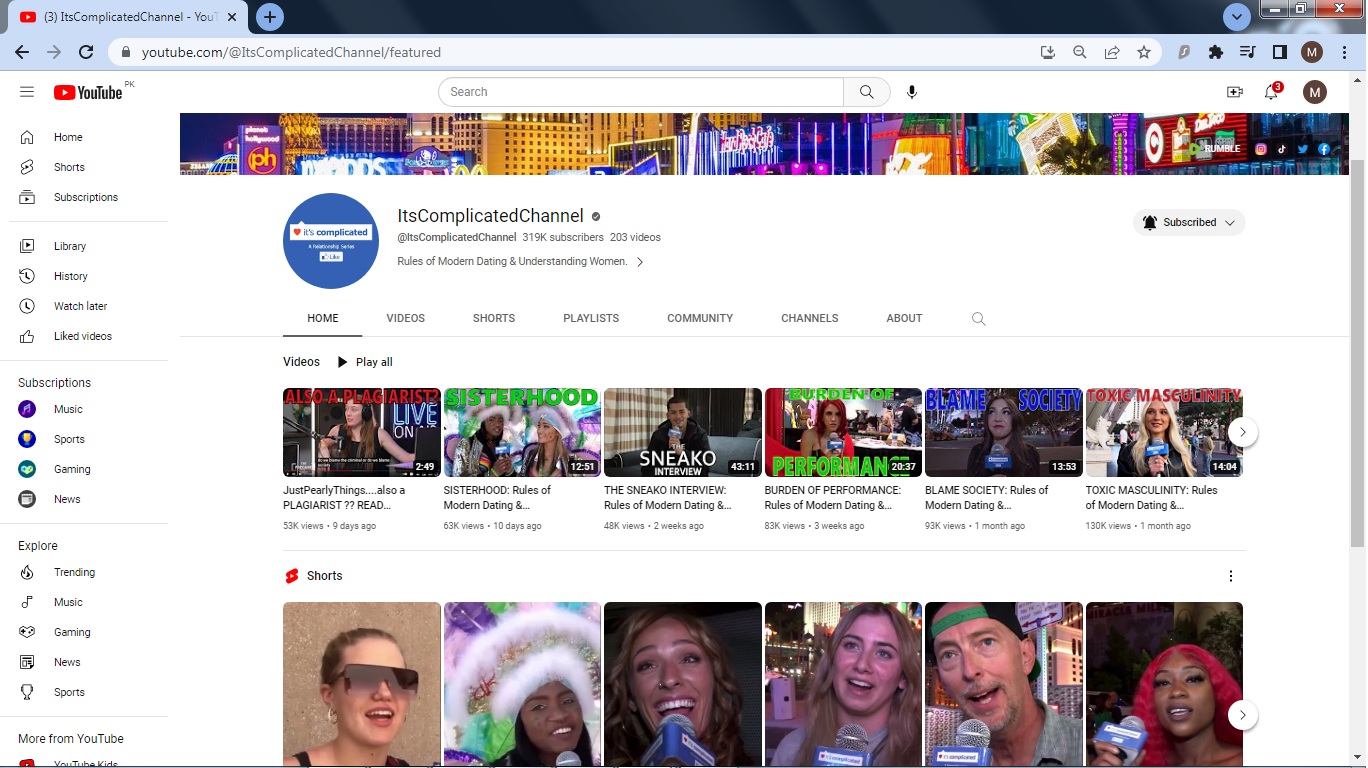 (3) ItsComplicatedChannel - YouT
youtube.com/@ItsComplicatedChannel/featured
M
YouTube PK
Search
3
M
Home
Shorts
Subscriptions
Library
History
Watch later
Liked videos
Subscriptions
Music
Sports
Gaming
News
Explore
Trending
Music
Gaming
News
Sports
More from YouTube
YouTube Kids
planet hollywood
ph
RUMBLE
it's complicated
A Relationship Series
Like
ItsComplicatedChannel
@ItsComplicatedChannel 319K subscribers 203 videos
Rules of Modern Dating & Understanding Women.
Subscribed
HOME
VIDEOS
SHORTS
PLAYLISTS
COMMUNITY
CHANNELS
ABOUT
Videos
Play all
ALSO A PLAGIARIST?
LIVE
2:49
JustPearlyThings....also a
PLAGIARIST ?? READ...
53K views • 9 days ago
SISTERHOOD
12:51
SISTERHOOD: Rules of
Modern Dating &...
63K views • 10 days ago
THE
SNEAKO
INTERVIEW
43:11
THE SNEAKO INTERVIEW:
Rules of Modern Dating &...
48K views • 2 weeks ago
BURDEN OF
PERFORMANCE
20:37
BURDEN OF PERFORMANCE:
Rules of Modern Dating &...
83K views • 3 weeks ago
BLAME SOCIETY
13:53
BLAME SOCIETY: Rules of
Modern Dating &...
93K views • 1 month ago
TOXIC MASCULINITY
14:04
TOXIC MASCULINITY: Rules
of Modern Dating &...
130K views • 1 month ago
Shorts
it's complicated
it's complicated